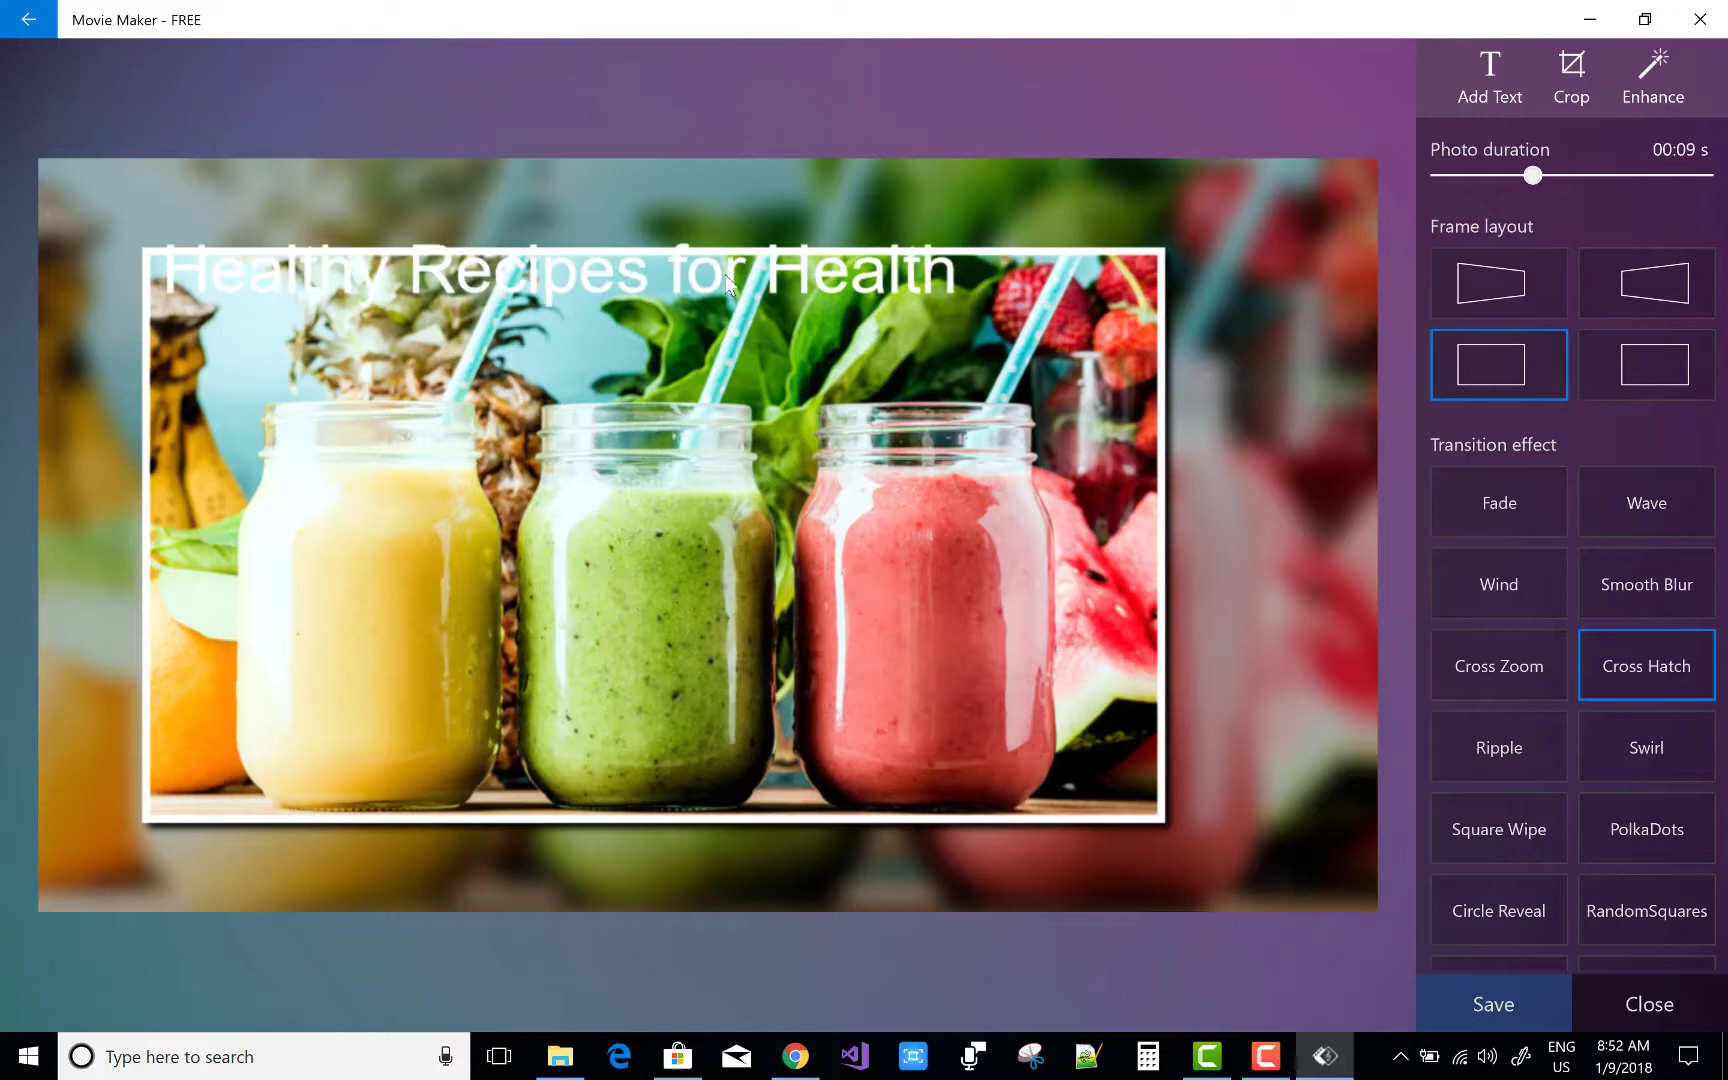 Movie Maker - FREE
Add Text
Crop
Enhance
Photo duration 00:09 s
Frame layout
Healthy Recipes for Health
Transition effect
Fade
Wave
Wind
Smooth Blur
Cross Zoom
Cross Hatch
Ripple
Swirl
Square Wipe
PolkaDots
Circle Reveal
RandomSquares
Save
Close
Type here to search
ENG
US
8:52 AM
1/9/2018